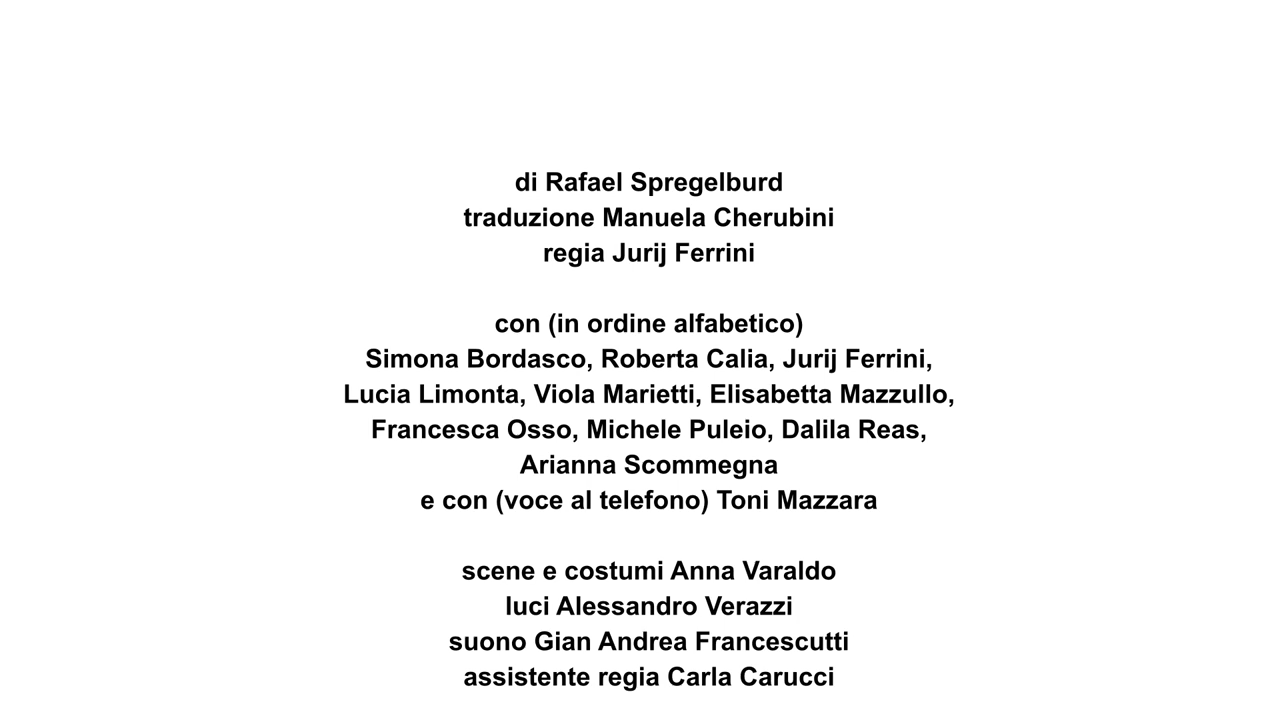 di Rafael Spregelburd
traduzione Manuela Cherubini
regia Jurij Ferrini
con (in ordine alfabetico)
Simona Bordasco, Roberta Calia, Jurij Ferrini,
Lucia Limonta, Viola Marietti, Elisabetta Mazzullo,
Francesca Osso, Michele Puleio, Dalila Reas,
Arianna Scommegna
e con (voce al telefono) Toni Mazzara
scene e costumi Anna Varaldo
luci Alessandro Verazzi
suono Gian Andrea Francescutti
assistente regia Carla Carucci